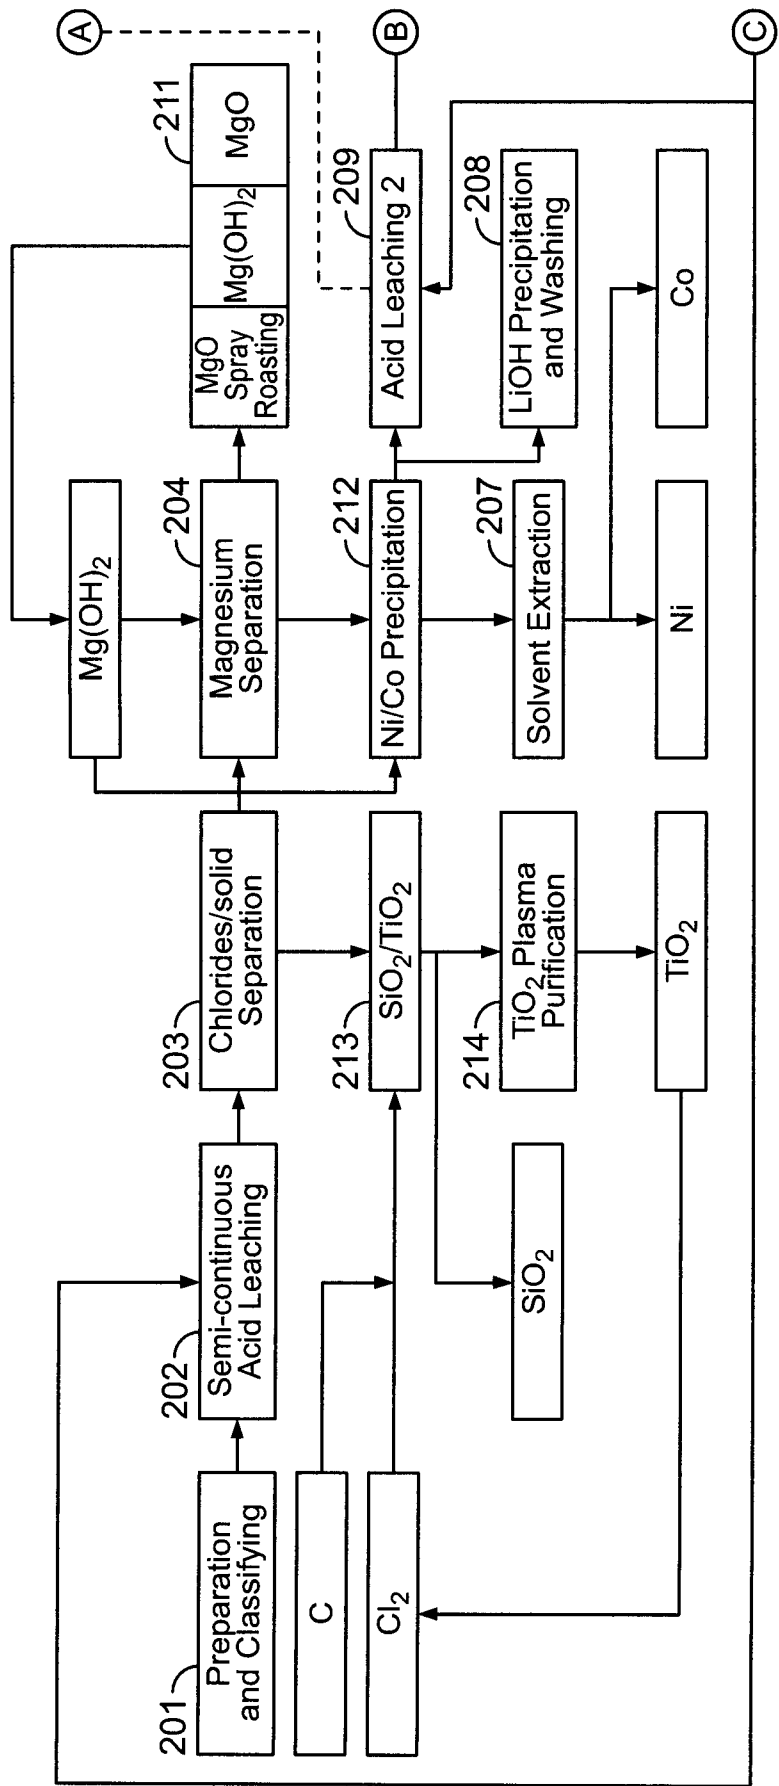 201
Preparation
and Classifying
202
Semi-continuous
Acid Leaching
203
Chlorides/solid
Separation
Mg(OH)₂
204
Magnesium
Separation
MgO
Spray
Roasting
Mg(OH)₂
MgO
211
A
C
Cl₂
213
SiO₂/TiO₂
212
Ni/Co Precipitation
209
Acid Leaching 2
B
SiO₂
214
TiO₂ Plasma
Purification
207
Solvent Extraction
208
LiOH Precipitation
and Washing
TiO₂
Ni
Co
C